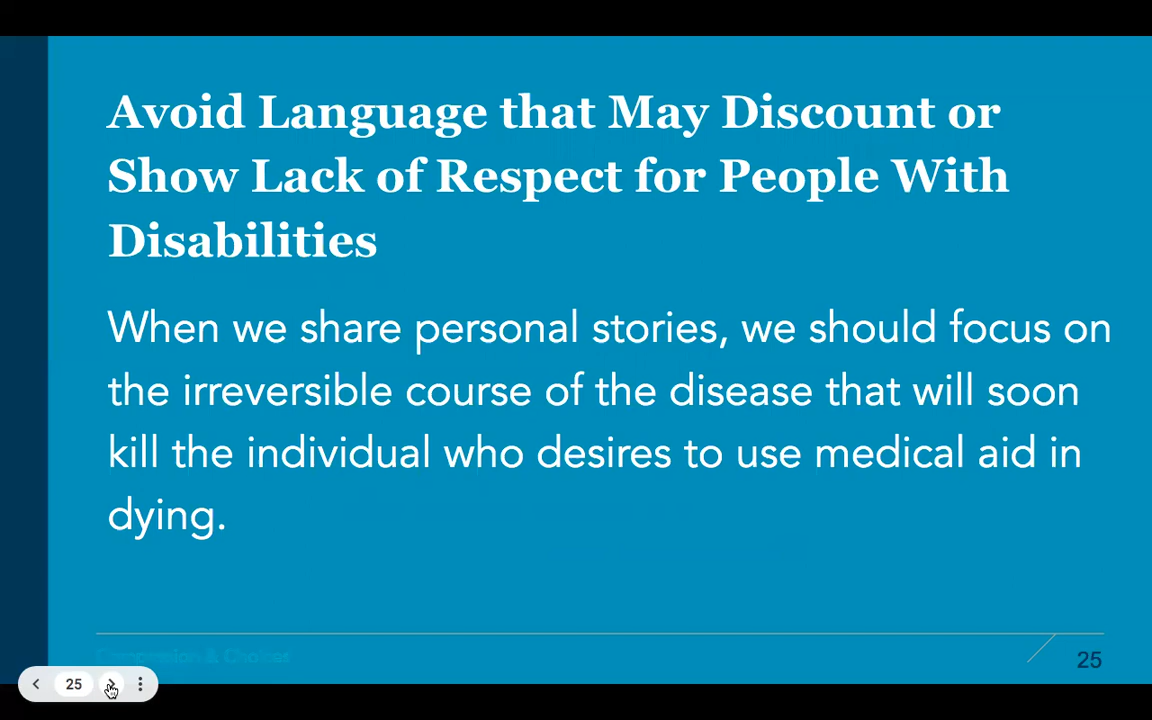 Avoid Language that May Discount or
Show Lack of Respect for People With
Disabilities
When we share personal stories, we should focus on
the irreversible course of the disease that will soon
kill the individual who desires to use medical aid in
dying.
Compassion & Choices
25
25